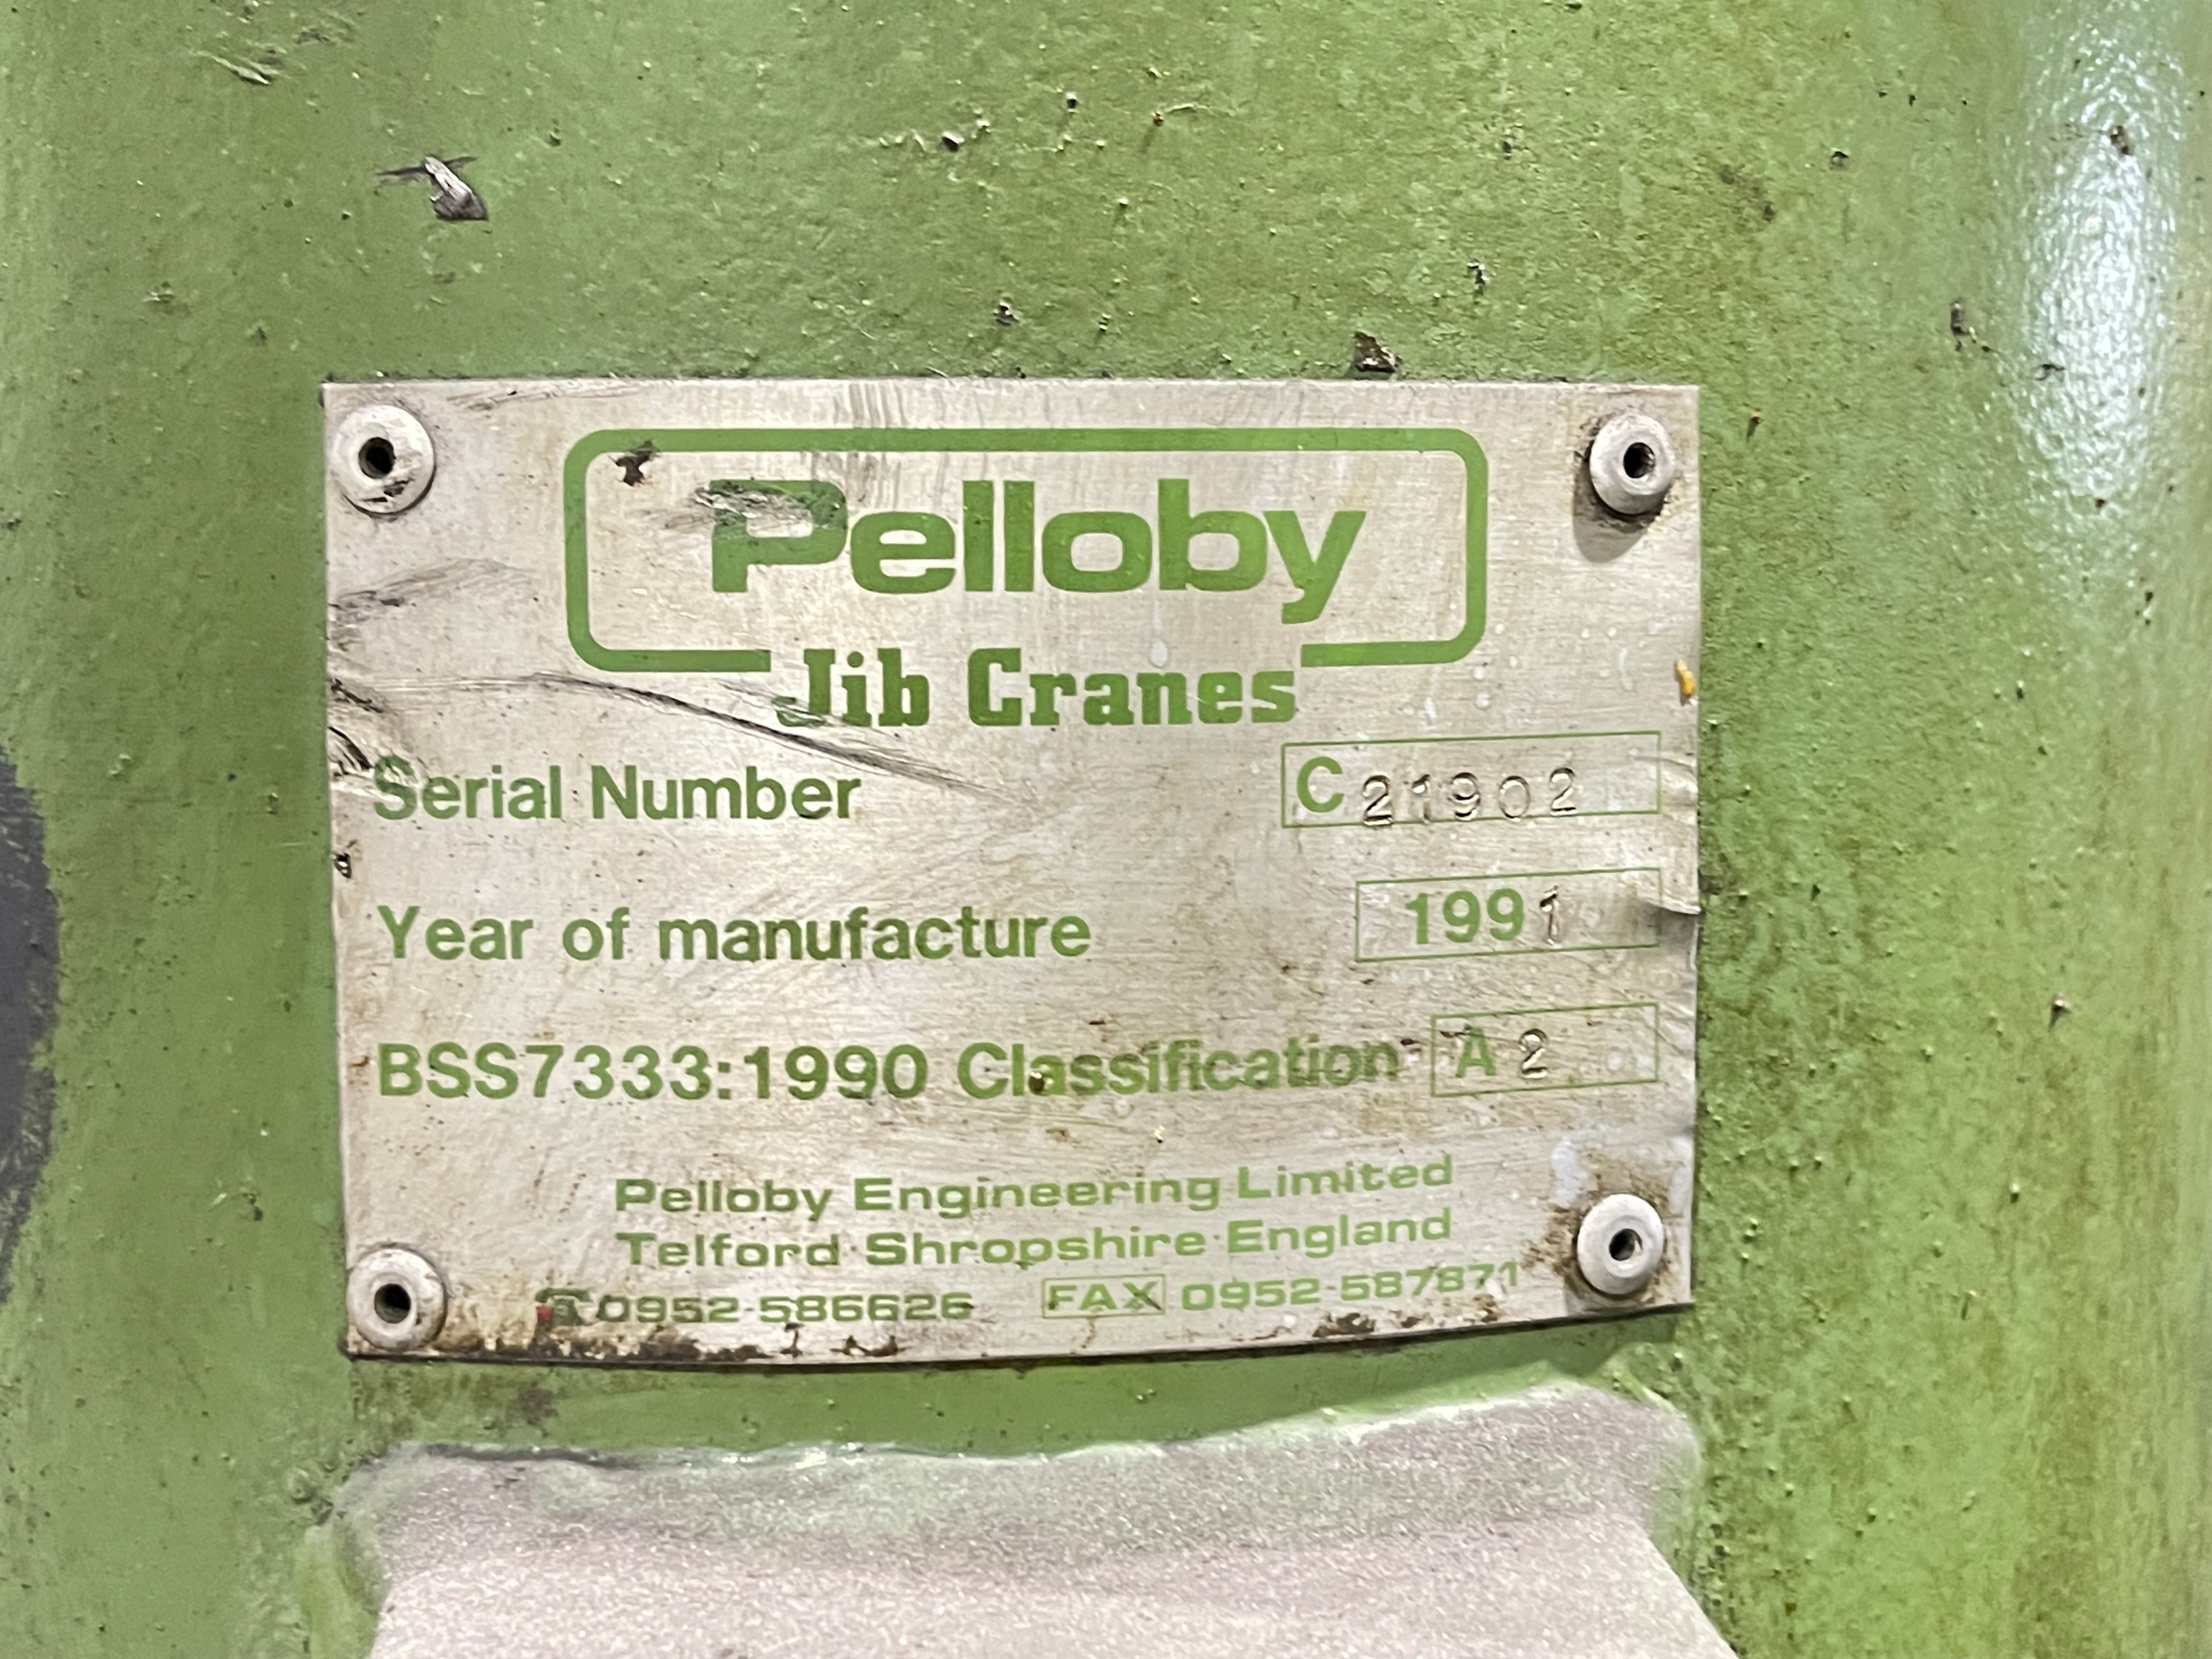 Pelloby
Jib Cranes
Serial Number C 21902
Year of manufacture 1991
BSS7333:1990 Classification A 2
Pelloby Engineering Limited
Telford·Shropshire·England
☎0952-586626 FAX 0952-587871